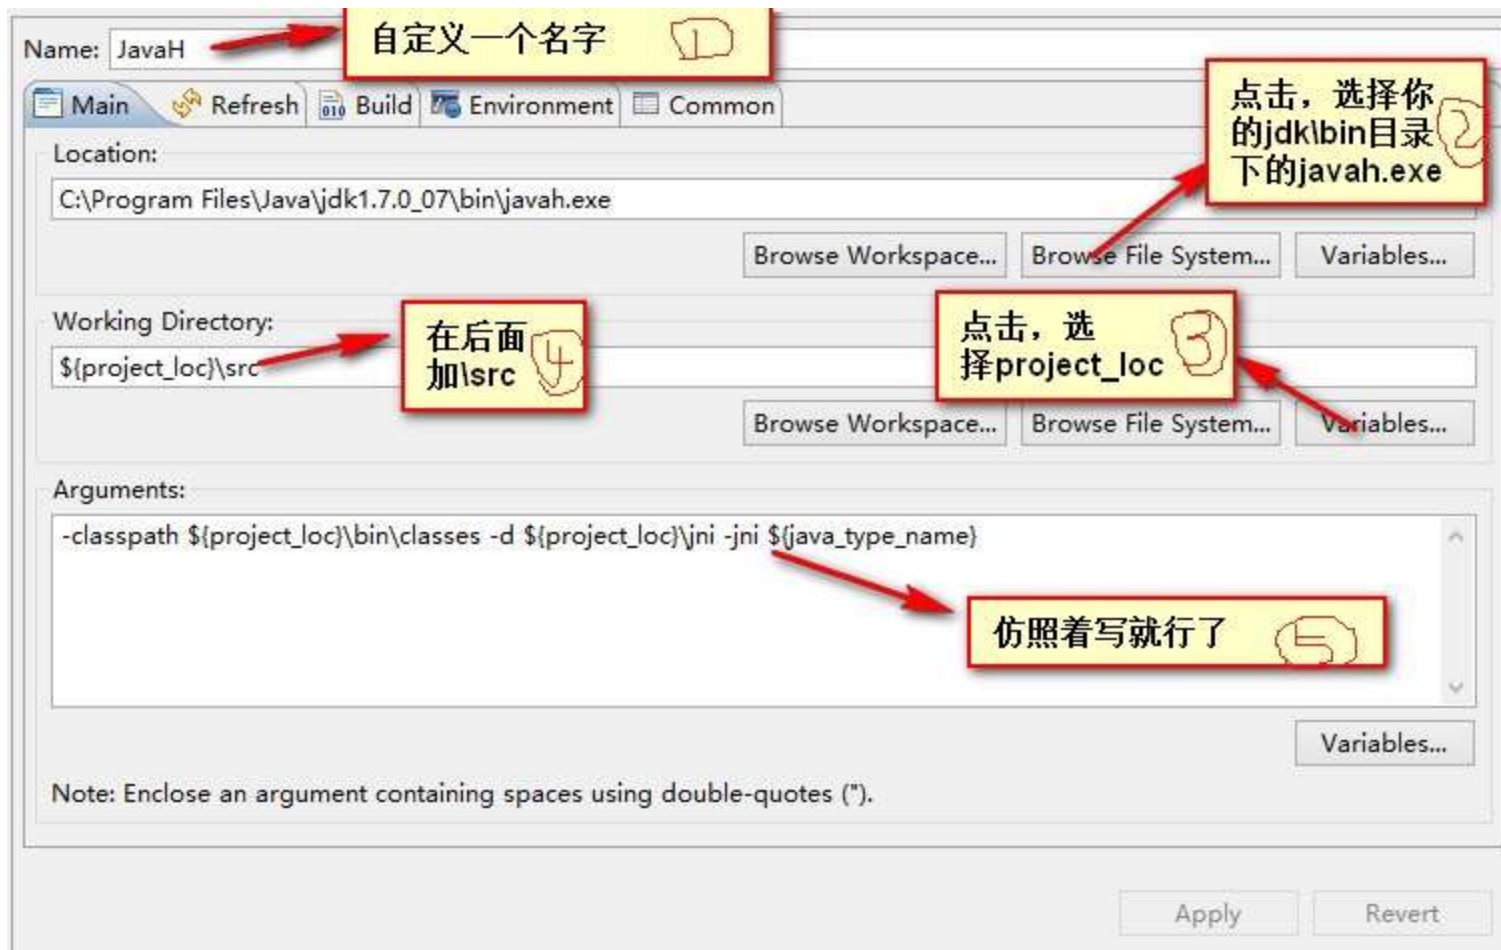 自定义一个名字 1
Name: JavaH
Main Refresh Build Environment Common
点击，选择你
的jdk\bin目录 2
下的javah.exe
Location:
C:\Program Files\Java\jdk1.7.0_07\bin\javah.exe
Browse Workspace... Browse File System... Variables...
Working Directory:
${project_loc}\src
在后面 4
加\src
点击，选 3
择project_loc
Browse Workspace... Browse File System... Variables...
Arguments:
-classpath ${project_loc}\bin\classes -d ${project_loc}\jni -jni ${java_type_name}
仿照着写就行了 5
Variables...
Note: Enclose an argument containing spaces using double-quotes (").
Apply Revert